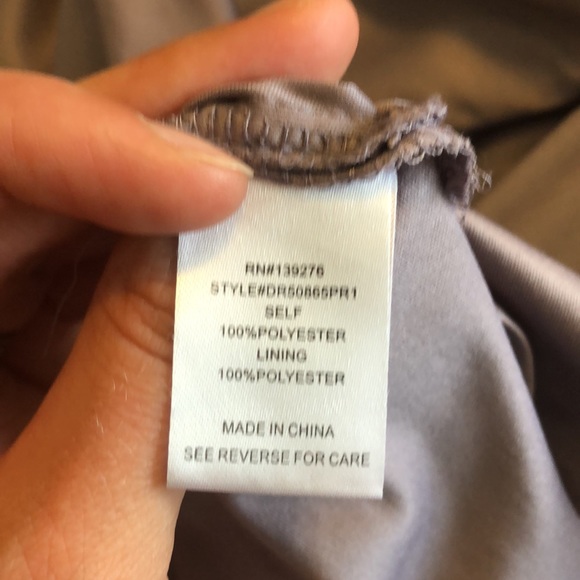 RN#139276
STYLE#DR50865PR1
SELF
100%POLYESTER
LINING
100%POLYESTER
MADE IN CHINA
SEE REVERSE FOR CARE